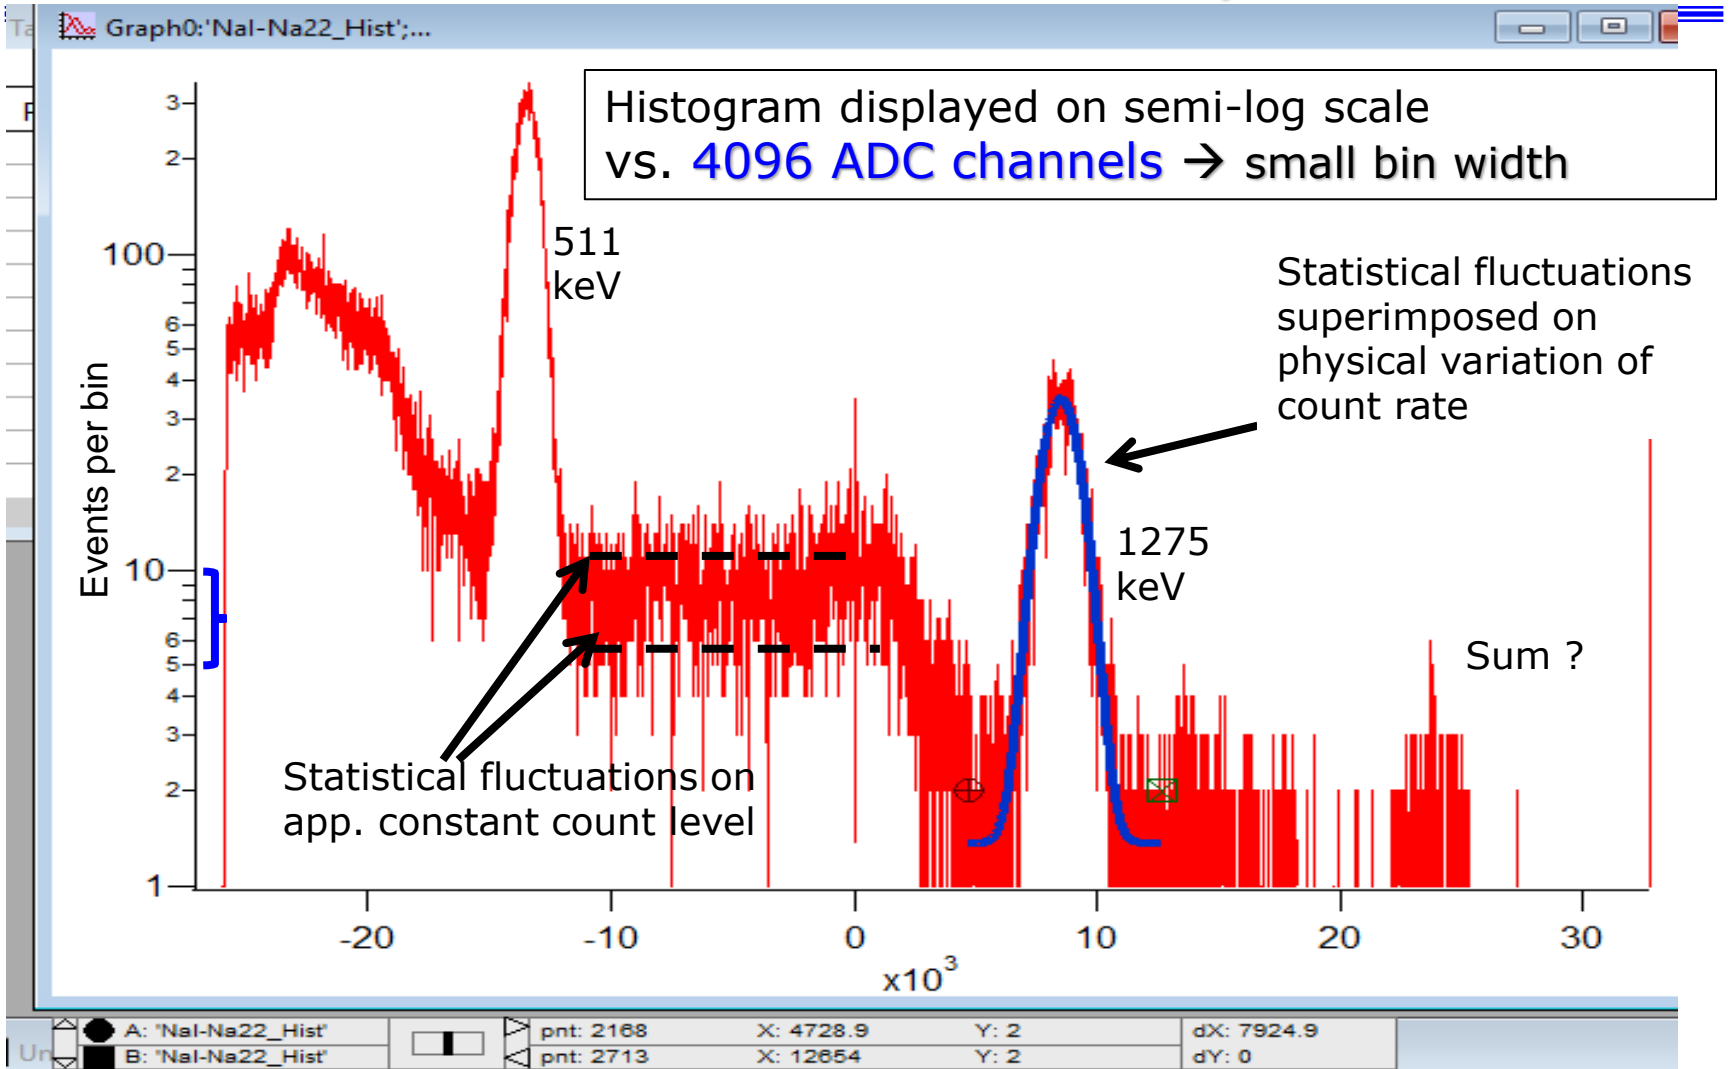 Ta
Graph0:'NaI-Na22_Hist';...
F
Histogram displayed on semi-log scale
vs. 4096 ADC channels → small bin width
3
2
100
6
5
4
3
2
10
6
5
4
3
2
1
Events per bin
511
keV
Statistical fluctuations
superimposed on
physical variation of
count rate
1275
keV
Sum ?
Statistical fluctuations on
app. constant count level
-20 -10 0 10 20 30
x10³
Un
A: 'NaI-Na22_Hist' pnt: 2168 X: 4728.9 Y: 2 dX: 7924.9
B: 'NaI-Na22_Hist' pnt: 2713 X: 12654 Y: 2 dY: 0